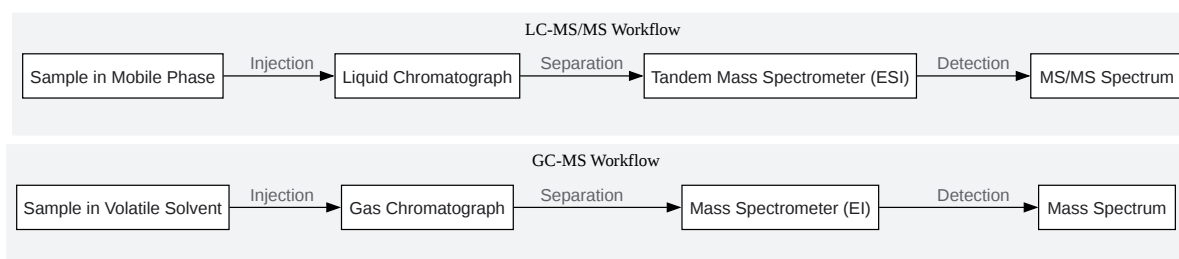 LC-MS/MS Workflow
Injection Separation Detection
Sample in Mobile Phase Liquid Chromatograph Tandem Mass Spectrometer (ESI) MS/MS Spectrum
GC-MS Workflow
Injection Separation Detection
Sample in Volatile Solvent Gas Chromatograph Mass Spectrometer (EI) Mass Spectrum